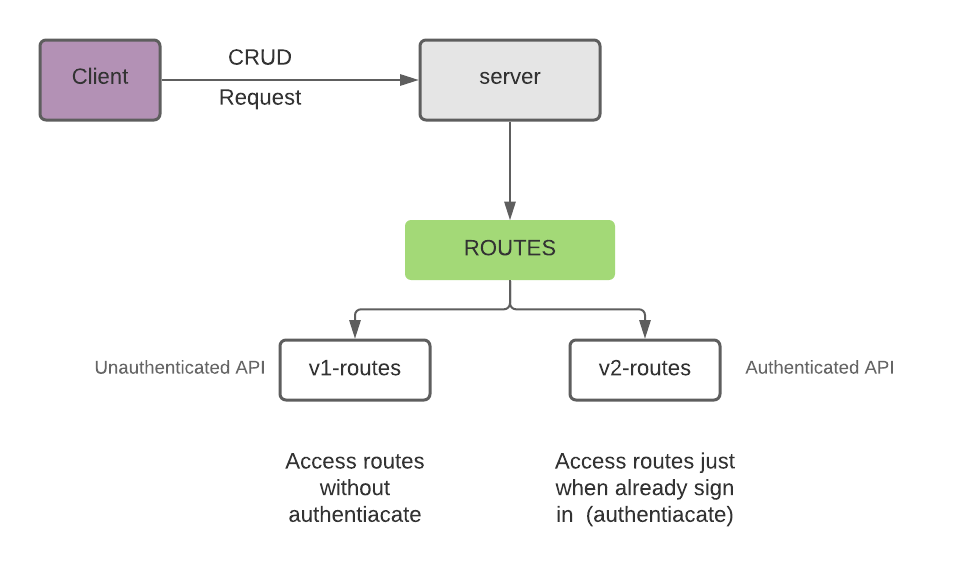 Client
CRUD
Request
server
ROUTES
Unauthenticated API
v1-routes
v2-routes
Authenticated API
Access routes
without
authentiacate
Access routes just
when already sign
in (authentiacate)